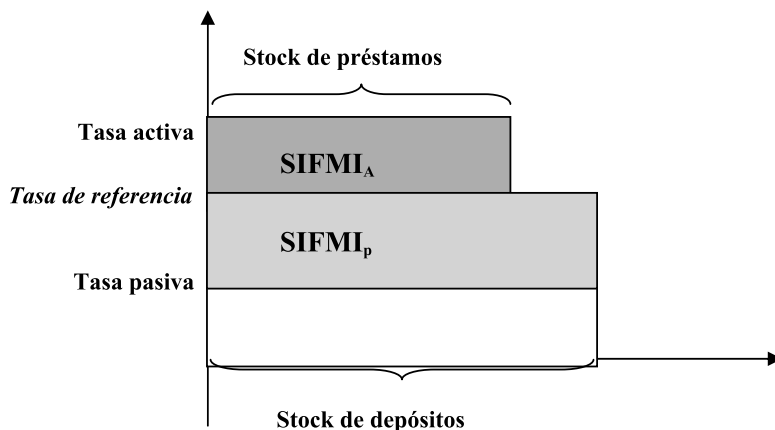 Stock de préstamos
Tasa activa
SIFMI_A
Tasa de referencia
SIFMI_p
Tasa pasiva
Stock de depósitos